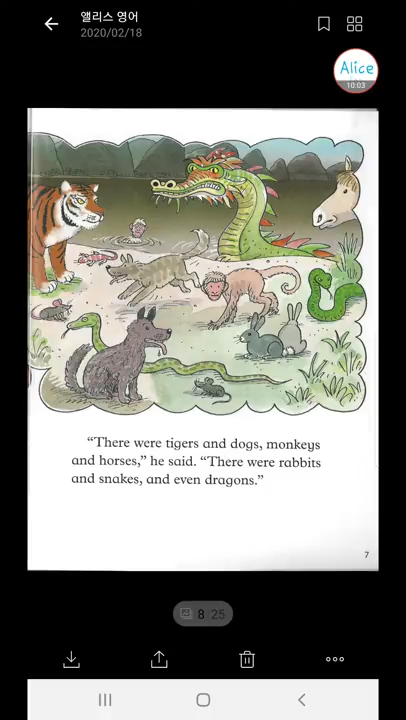 앨리스 영어
2020/02/18
Alice
10:03
“There were tigers and dogs, monkeys
and horses,” he said. “There were rabbits
and snakes, and even dragons.”
7
8 25